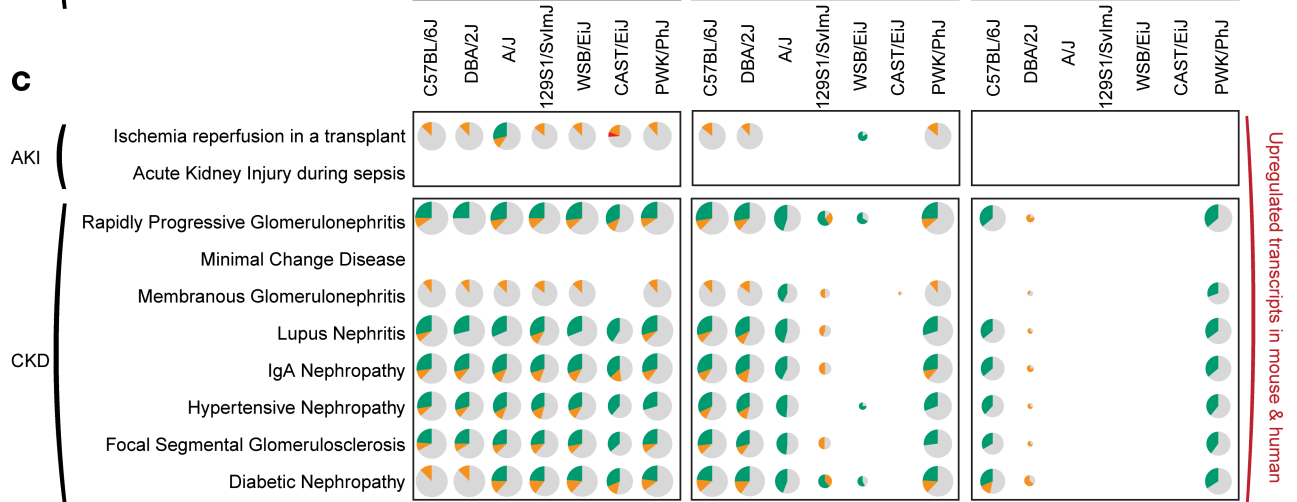 C57BL/6J DBA/2J A/J 129S1/SvImJ WSB/EiJ CAST/EiJ PWK/PhJ C57BL/6J DBA/2J A/J 129S1/SvImJ WSB/EiJ CAST/EiJ PWK/PhJ C57BL/6J DBA/2J A/J 129S1/SvImJ WSB/EiJ CAST/EiJ PWK/PhJ
c
AKI
Ischemia reperfusion in a transplant
Acute Kidney Injury during sepsis
CKD
Rapidly Progressive Glomerulonephritis
Minimal Change Disease
Membranous Glomerulonephritis
Lupus Nephritis
IgA Nephropathy
Hypertensive Nephropathy
Focal Segmental Glomerulosclerosis
Diabetic Nephropathy
Upregulated transcripts in mouse & human